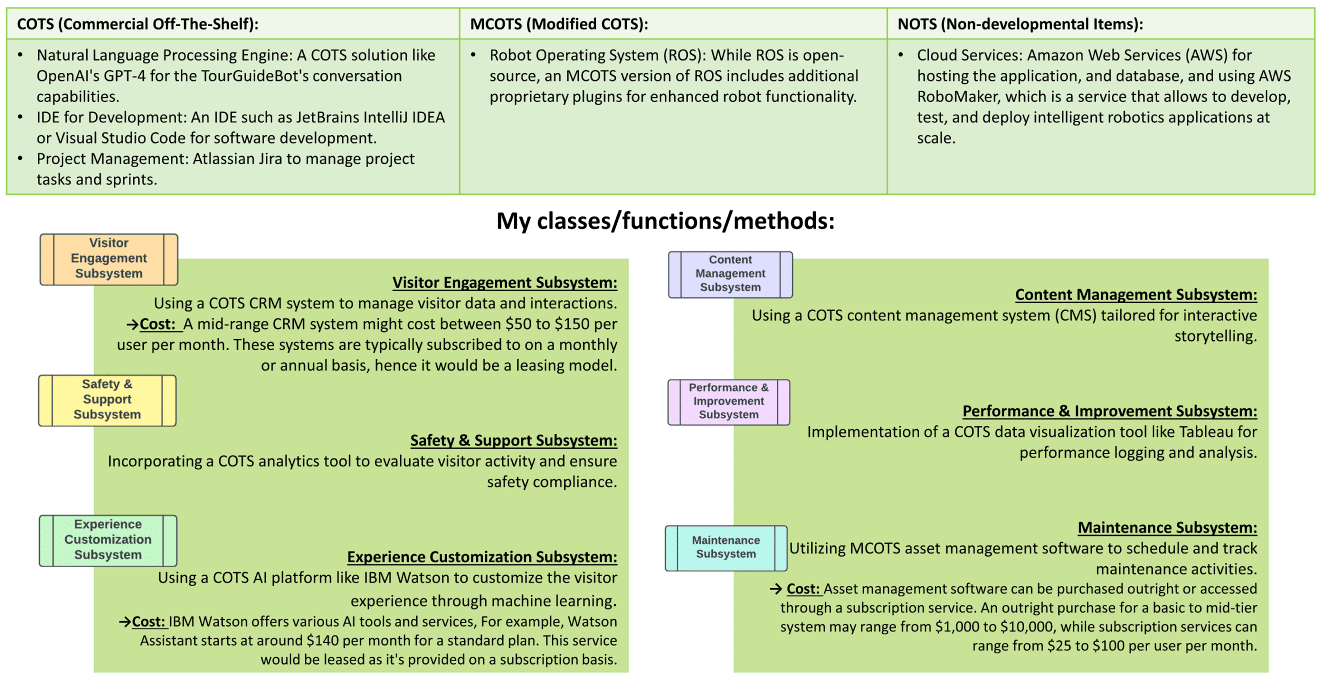 COTS (Commercial Off-The-Shelf):
• Natural Language Processing Engine: A COTS solution like
OpenAI's GPT-4 for the TourGuideBot's conversation
capabilities.
• IDE for Development: An IDE such as JetBrains IntelliJ IDEA
or Visual Studio Code for software development.
• Project Management: Atlassian Jira to manage project
tasks and sprints.
MCOTS (Modified COTS):
• Robot Operating System (ROS): While ROS is open-
source, an MCOTS version of ROS includes additional
proprietary plugins for enhanced robot functionality.
NOTS (Non-developmental Items):
• Cloud Services: Amazon Web Services (AWS) for
hosting the application, and database, and using AWS
RoboMaker, which is a service that allows to develop,
test, and deploy intelligent robotics applications at
scale.
My classes/functions/methods:
Visitor
Engagement
Subsystem
Visitor Engagement Subsystem:
Using a COTS CRM system to manage visitor data and interactions.
→Cost: A mid-range CRM system might cost between $50 to $150 per
user per month. These systems are typically subscribed to on a monthly
or annual basis, hence it would be a leasing model.
Safety &
Support
Subsystem
Safety & Support Subsystem:
Incorporating a COTS analytics tool to evaluate visitor activity and ensure
safety compliance.
Experience
Customization
Subsystem
Experience Customization Subsystem:
Using a COTS AI platform like IBM Watson to customize the visitor
experience through machine learning.
→Cost: IBM Watson offers various AI tools and services, For example, Watson
Assistant starts at around $140 per month for a standard plan. This service
would be leased as it's provided on a subscription basis.
Content
Management
Subsystem
Content Management Subsystem:
Using a COTS content management system (CMS) tailored for interactive
storytelling.
Performance &
Improvement
Subsystem
Performance & Improvement Subsystem:
Implementation of a COTS data visualization tool like Tableau for
performance logging and analysis.
Maintenance
Subsystem
Maintenance Subsystem:
Utilizing MCOTS asset management software to schedule and track
maintenance activities.
→ Cost: Asset management software can be purchased outright or accessed
through a subscription service. An outright purchase for a basic to mid-tier
system may range from $1,000 to $10,000, while subscription services can
range from $25 to $100 per user per month.